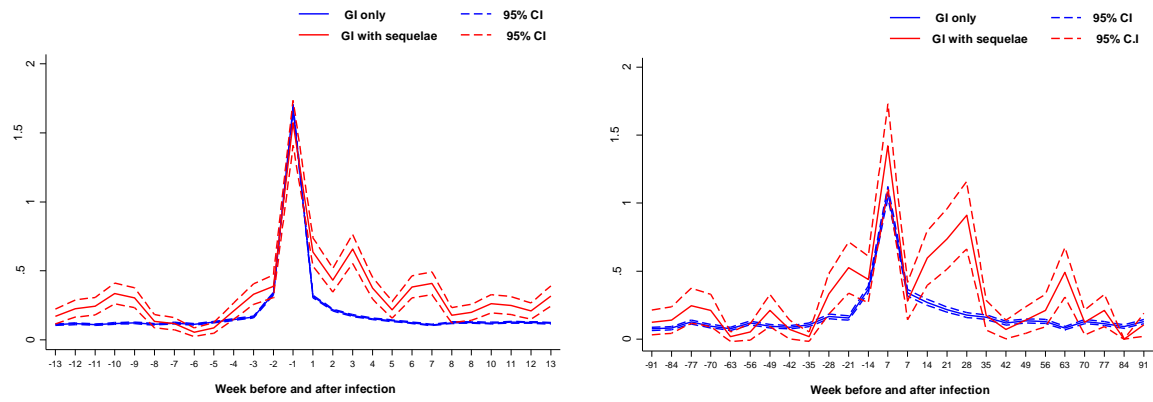 GI only 95% CI
GI with sequelae 95% CI
2
1.5
1
.5
0
-13 -12 -11 -10 -9 -8 -7 -6 -5 -4 -3 -2 -1 1 2 3 4 5 6 7 8 9 10 11 12 13
Week before and after infection
GI only 95% CI
GI with sequelae 95% C.I
2
1.5
1
.5
0
-91 -84 -77 -70 -63 -56 -49 -42 -35 -28 -21 -14 7 7 14 21 28 35 42 49 56 63 70 77 84 91
Week before and after infection